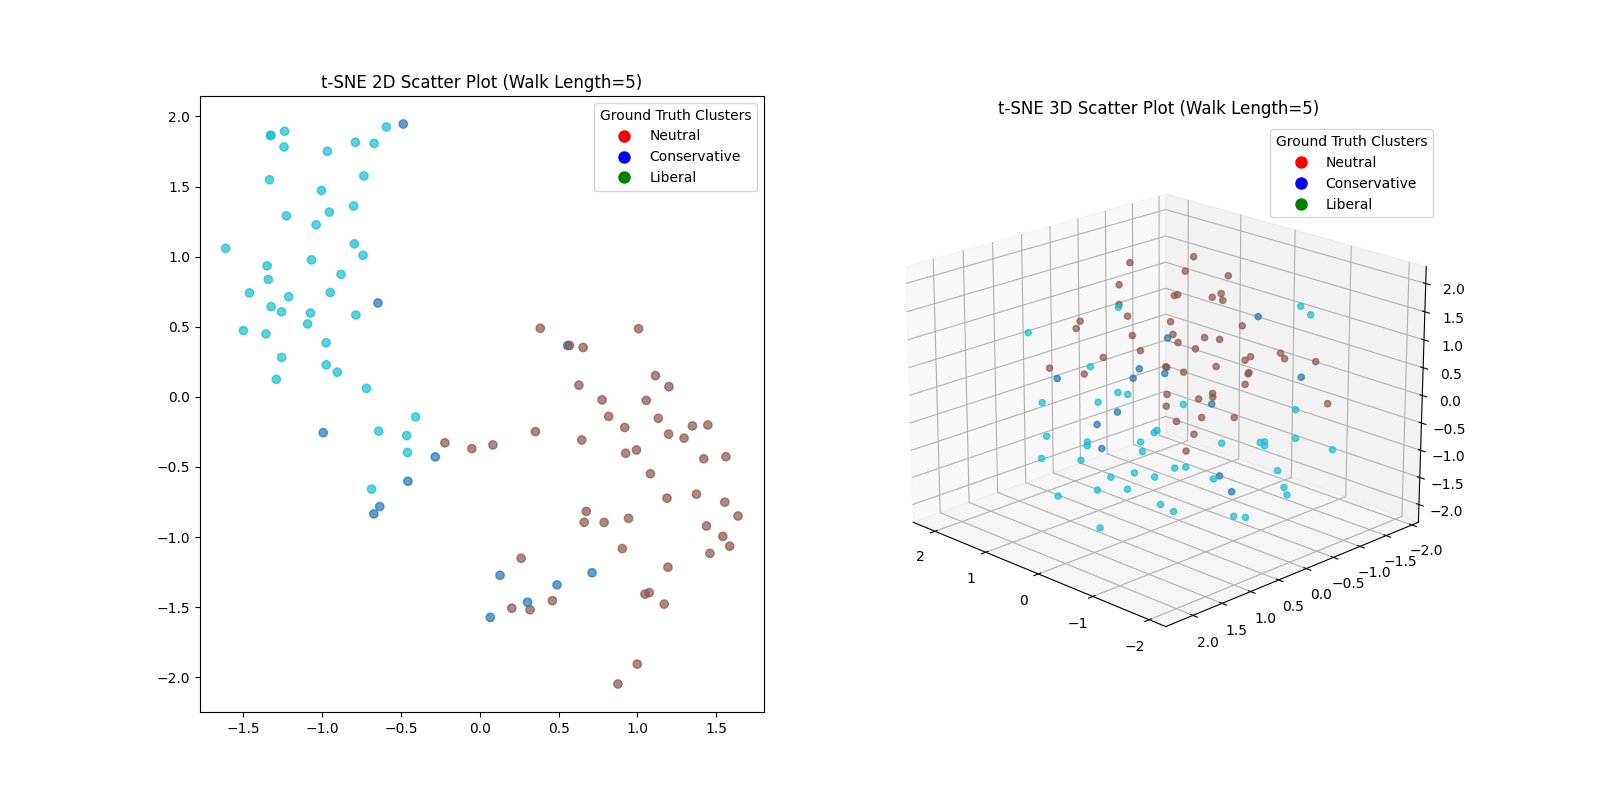 t-SNE 2D Scatter Plot (Walk Length=5)
Ground Truth Clusters
Neutral
Conservative
Liberal
2.0
1.5
1.0
0.5
0.0
−0.5
−1.0
−1.5
−2.0
−1.5 −1.0 −0.5 0.0 0.5 1.0 1.5
t-SNE 3D Scatter Plot (Walk Length=5)
Ground Truth Clusters
Neutral
Conservative
Liberal
2.0
1.5
1.0
0.5
0.0
−0.5
−1.0
−1.5
−2.0
2 1 0 −1 −2
2.0 1.5 1.0 0.5 0.0 −0.5 −1.0 −1.5 −2.0